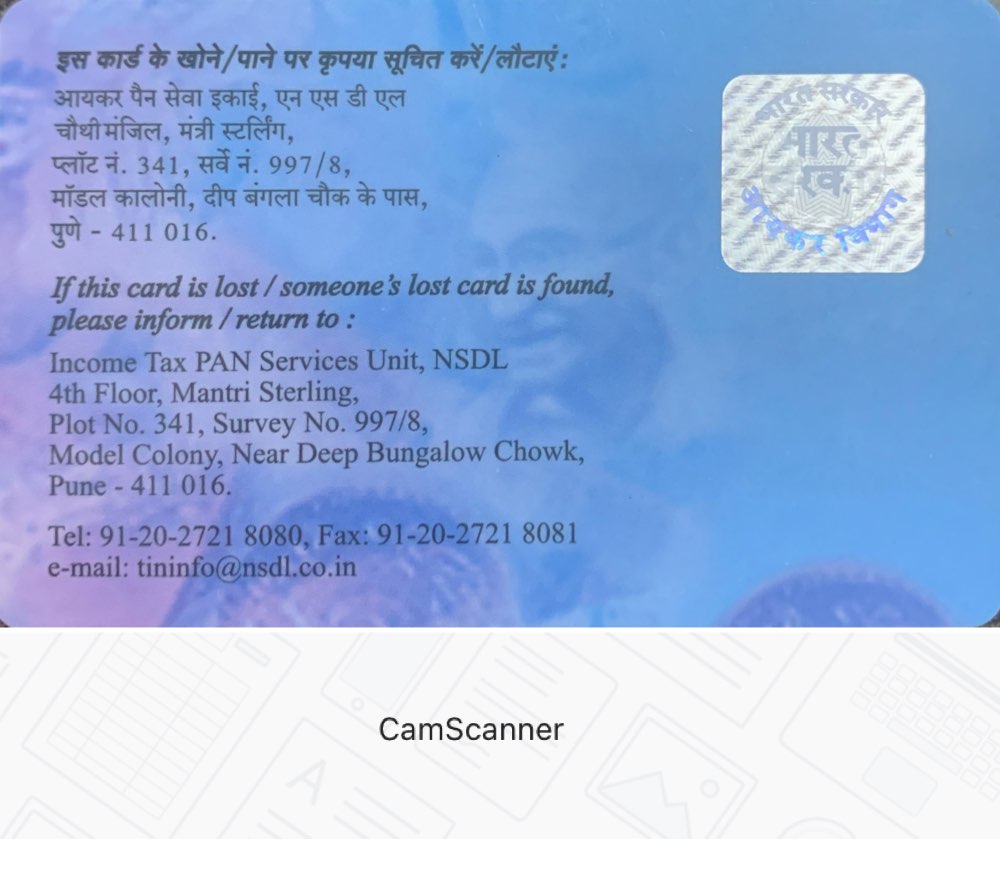 इस कार्ड के खोने/पाने पर कृपया सूचित करें/लौटाएं:
आयकर पैन सेवा इकाई, एन एस डी एल
चौथी मंजिल, मंत्री स्टर्लिंग,
प्लॉट नं. 341, सर्वे नं. 997/8,
मॉडल कालोनी, दीप बंगला चौक के पास,
पुणे - 411 016.
If this card is lost / someone's lost card is found,
please inform / return to :
Income Tax PAN Services Unit, NSDL
4th Floor, Mantri Sterling,
Plot No. 341, Survey No. 997/8,
Model Colony, Near Deep Bungalow Chowk,
Pune - 411 016.
Tel: 91-20-2721 8080, Fax: 91-20-2721 8081
e-mail: tininfo@nsdl.co.in
भारत सरकार
भारत
आयकर विभाग
CamScanner